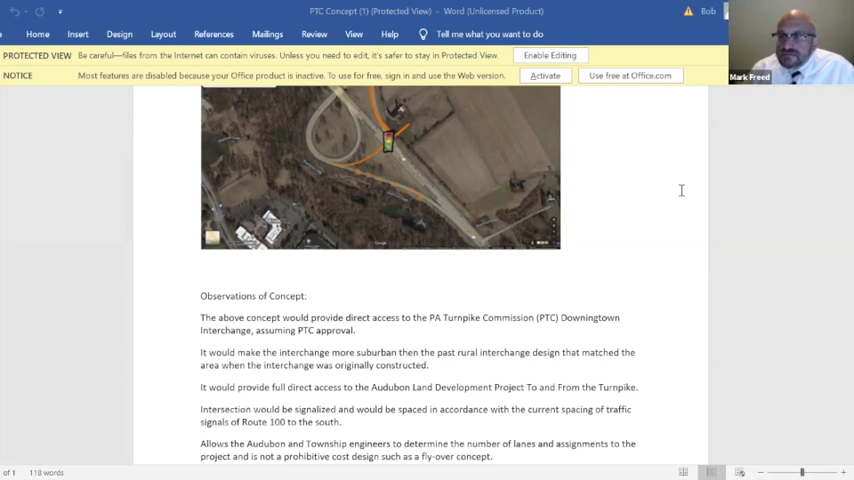 PTC Concept (1) (Protected View) - Word (Unlicensed Product)
Bob
Home Insert Design Layout References Mailings Review View Help Tell me what you want to do
PROTECTED VIEW Be careful—files from the Internet can contain viruses. Unless you need to edit, it's safer to stay in Protected View. Enable Editing
NOTICE Most features are disabled because your Office product is inactive. To use for free, sign in and use the Web version. Activate Use free at Office.com
Mark Freed
Observations of Concept:
The above concept would provide direct access to the PA Turnpike Commission (PTC) Downingtown
Interchange, assuming PTC approval.
It would make the interchange more suburban then the past rural interchange design that matched the
area when the interchange was originally constructed.
It would provide full direct access to the Audubon Land Development Project To and From the Turnpike.
Intersection would be signalized and would be spaced in accordance with the current spacing of traffic
signals of Route 100 to the south.
Allows the Audubon and Township engineers to determine the number of lanes and assignments to the
project and is not a prohibitive cost design such as a fly-over concept.
of 1 118 words